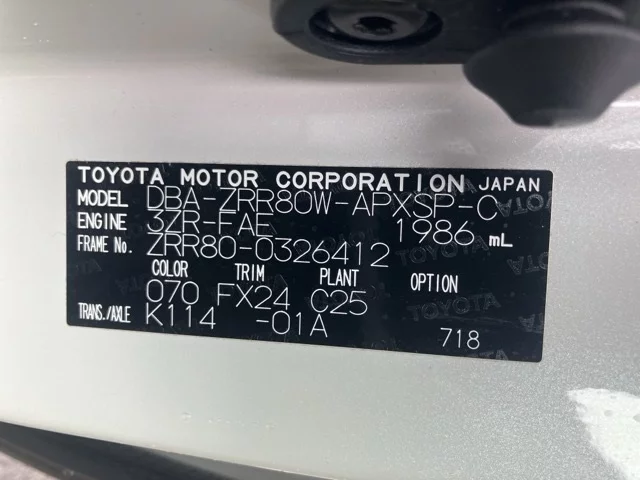 TOYOTA MOTOR CORPORATION JAPAN
MODEL DBA-ZRR80W-APXSP-C
ENGINE 3ZR-FAE 1986 mL
FRAME No. ZRR80-0326412
COLOR TRIM PLANT OPTION
070 FX24 C25
TRANS./AXLE K114 -01A
718